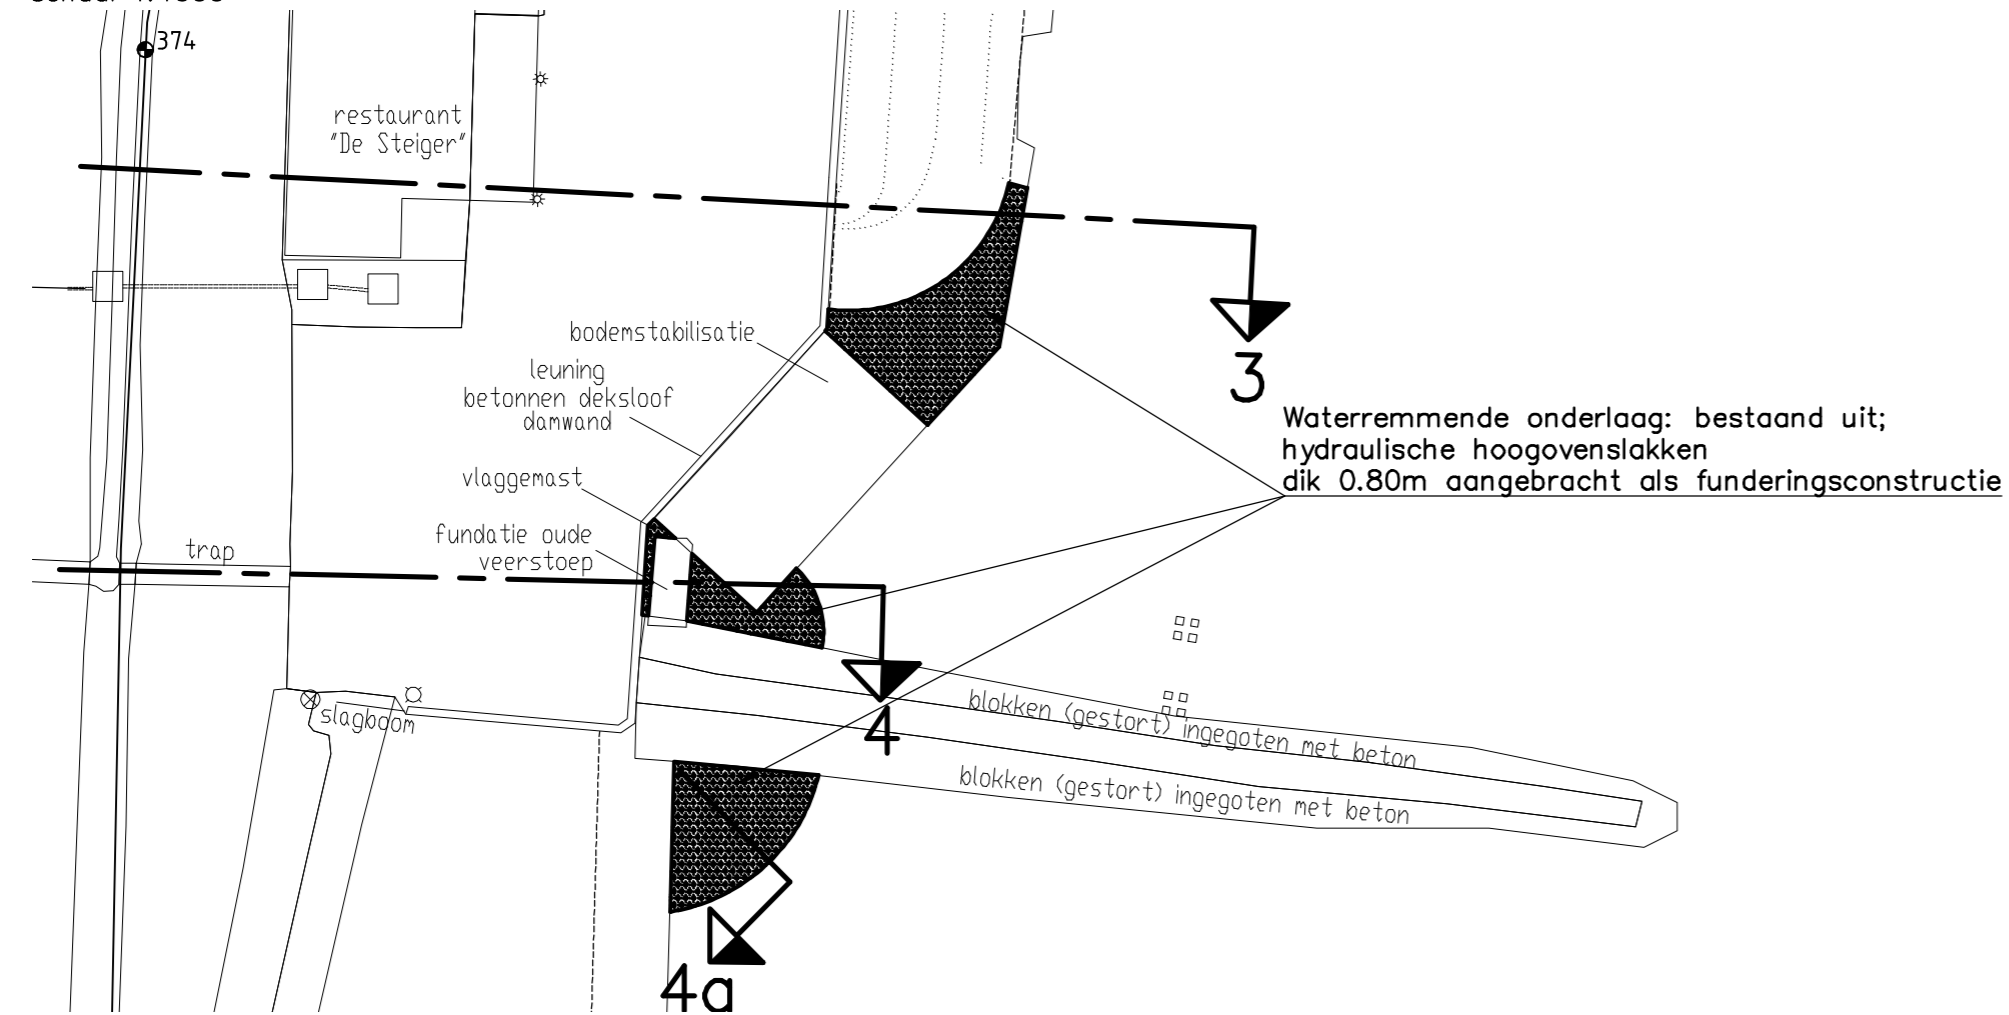 374
restaurant
"De Steiger"
bodemstabilisatie
leuning
betonnen deksloof
damwand
vlaggemast
fundatie oude
veerstoep
trap
slagboom
3
Waterremmende onderlaag: bestaand uit;
hydraulische hoogovenslakken
dik 0.80m aangebracht als funderingsconstructie
4
blokken (gestort) ingegoten met beton
blokken (gestort) ingegoten met beton
4a